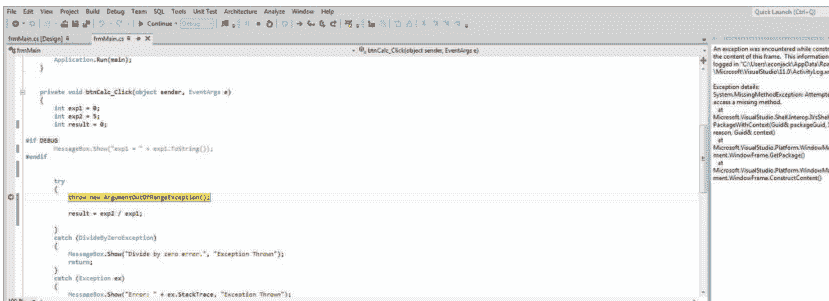 File Edit View Project Build Debug Team SQL Tools Unit Test Architecture Analyze Window Help
Quick Launch (Ctrl+Q)
Continue
frmMain.cs [Design] frmMain.cs
frmMain
btnCalc_Click(object sender, EventArgs e)
Application.Run(main);
}
private void btnCalc_Click(object sender, EventArgs e)
{
int exp1 = 0;
int exp2 = 5;
int result = 0;
#if DEBUG
MessageBox.Show("exp1 = " + exp1.ToString());
#endif
try
{
throw new ArgumentOutOfRangeException();
result = exp2 / exp1;
}
catch (DivideByZeroException)
{
MessageBox.Show("Divide by zero error.", "Exception Thrown");
return;
}
catch (Exception ex)
{
MessageBox.Show("Error: " + ex.StackTrace, "Exception Thrown");
An exception was encountered while constr
the content of this frame. This information
logged in "C:\Users\econjack\AppData\Roa
\Microsoft\VisualStudio\11.0\ActivityLog.x
Exception details:
System.MissingMethodException: Attempte
access a missing method.
at
Microsoft.VisualStudio.Shell.Interop.IVsShel
PackageWithContext(Guid& packageGuid,
reason, Guid& context)
at
Microsoft.VisualStudio.Platform.WindowMa
ment.WindowFrame.GetPackage()
at
Microsoft.VisualStudio.Platform.WindowMa
ment.WindowFrame.ConstructContent()